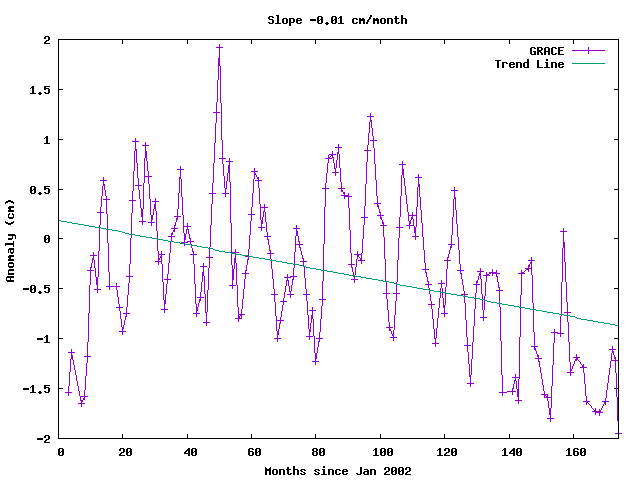 Slope -0.01 cm/month
GRACE
Trend Line
2
1.5
1
0.5
0
-0.5
-1
-1.5
-2
Anomaly (cm)
0 20 40 60 80 100 120 140 160
Months since Jan 2002